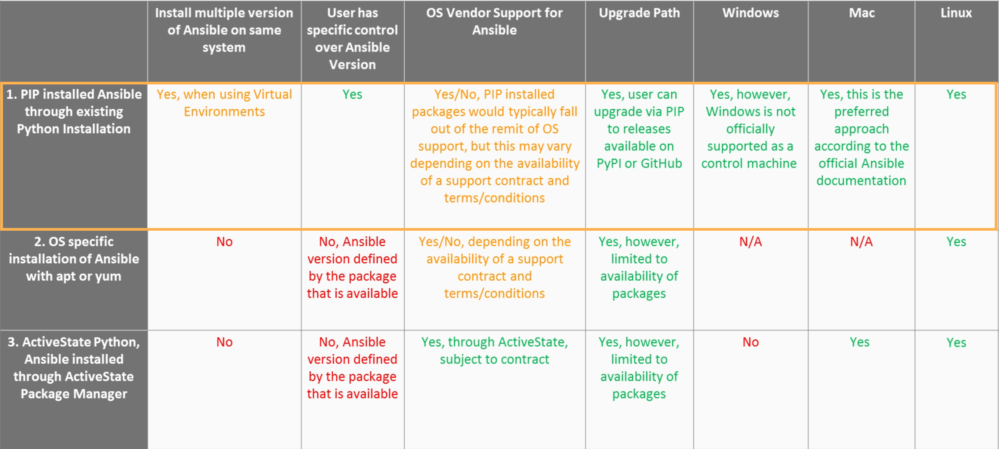 Install multiple version
of Ansible on same
system
User has
specific control
over Ansible
Version
OS Vendor Support for
Ansible
Upgrade Path
Windows
Mac
Linux
1. PIP installed Ansible
through existing
Python Installation
Yes, when using Virtual
Environments
Yes
Yes/No, PIP installed
packages would typically fall
out of the remit of OS
support, but this may vary
depending on the availability
of a support contract and
terms/conditions
Yes, user can
upgrade via PIP
to releases
available on
PyPI or GitHub
Yes, however,
Windows is not
officially
supported as a
control machine
Yes, this is the
preferred
approach
according to the
official Ansible
documentation
Yes
2. OS specific
installation of Ansible
with apt or yum
No
No, Ansible
version defined
by the package
that is available
Yes/No, depending on the
availability of a support
contract and
terms/conditions
Yes, however,
limited to
availability of
packages
N/A
N/A
Yes
3. ActiveState Python,
Ansible installed
through ActiveState
Package Manager
No
No, Ansible
version defined
by the package
that is available
Yes, through ActiveState,
subject to contract
Yes, however,
limited to
availability of
packages
No
Yes
Yes